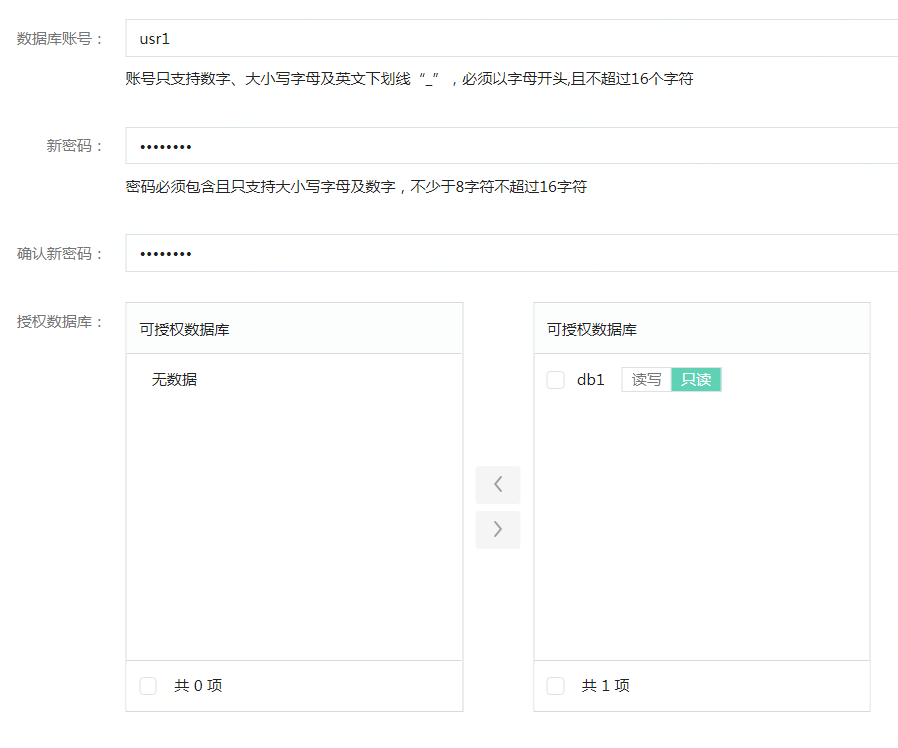 数据库账号：
usr1
账号只支持数字、大小写字母及英文下划线“_”，必须以字母开头,且不超过16个字符
新密码：
••••••••
密码必须包含且只支持大小写字母及数字，不少于8字符不超过16字符
确认新密码：
••••••••
授权数据库：
可授权数据库
无数据
共 0 项
可授权数据库
db1 读写 只读
共 1 项